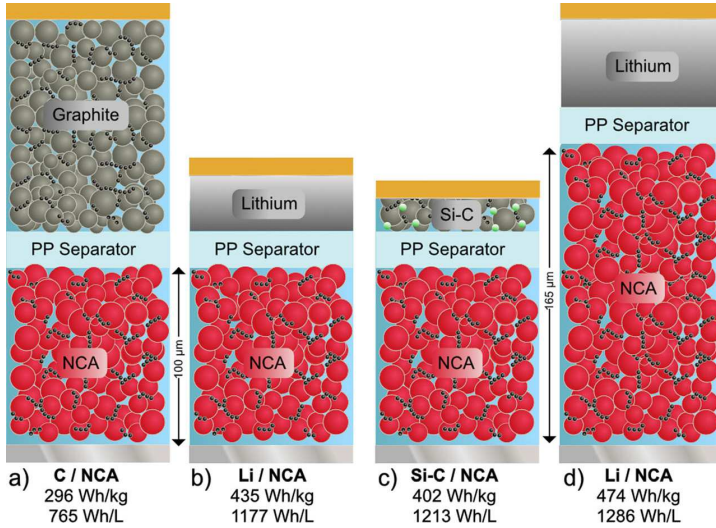 Graphite
PP Separator
NCA
100 µm
a) C / NCA
296 Wh/kg
765 Wh/L
Lithium
NCA
b) Li / NCA
435 Wh/kg
1177 Wh/L
Si-C
PP Separator
NCA
c) Si-C / NCA
402 Wh/kg
1213 Wh/L
Lithium
PP Separator
NCA
165 µm
d) Li / NCA
474 Wh/kg
1286 Wh/L